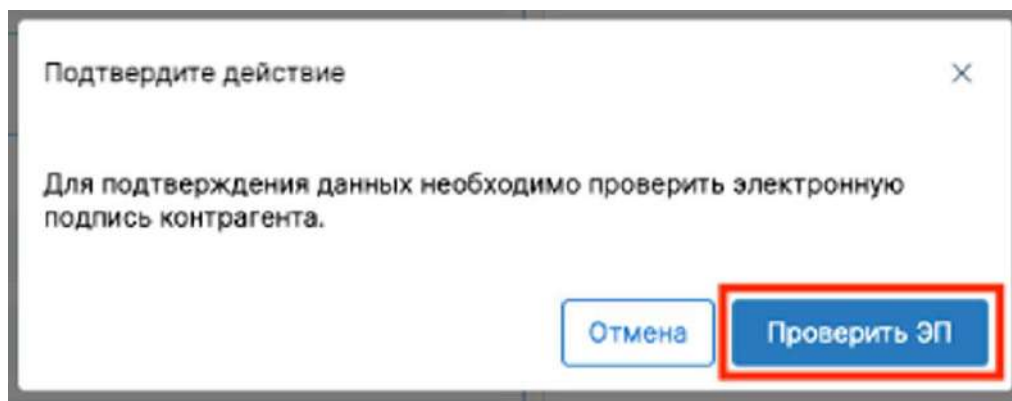 Подтвердите действие
Для подтверждения данных необходимо проверить электронную
подпись контрагента.
Отмена
Проверить ЭП